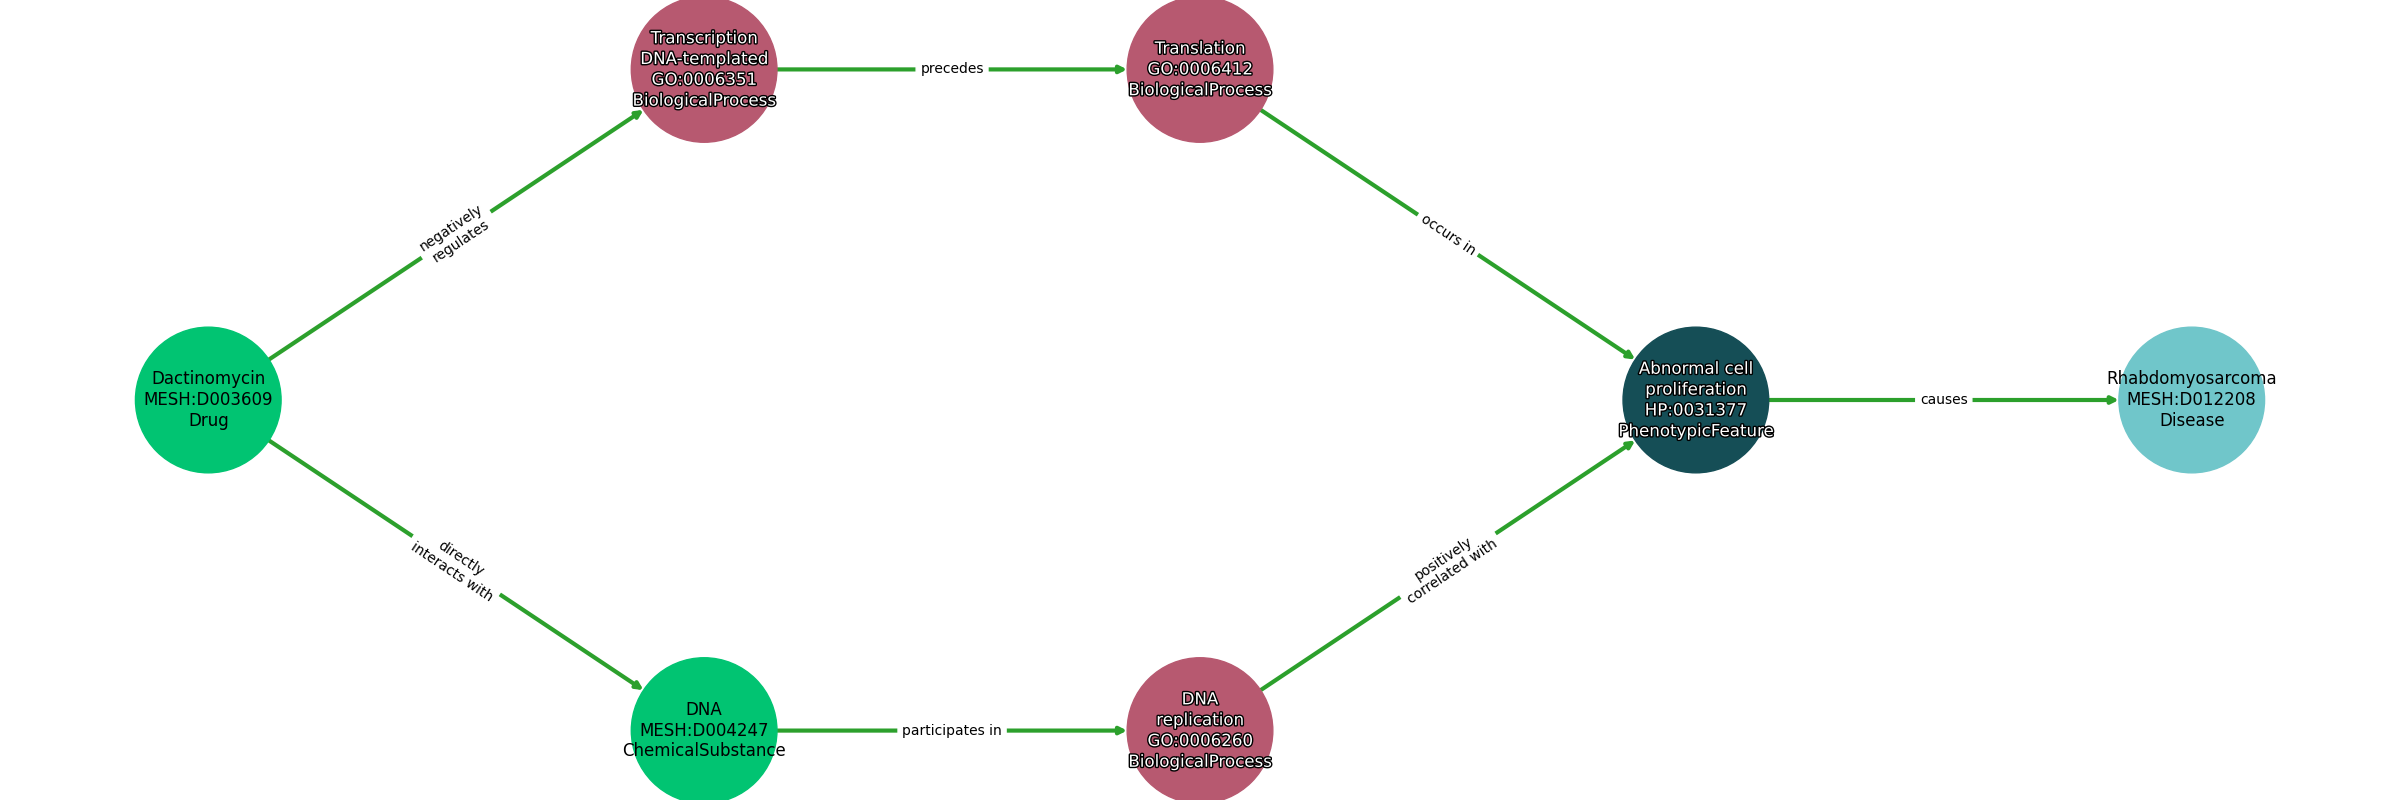 Transcription
DNA-templated
GO:0006351
BiologicalProcess
precedes
Translation
GO:0006412
BiologicalProcess
negatively
regulates
occurs in
Dactinomycin
MESH:D003609
Drug
Abnormal cell
proliferation
HP:0031377
PhenotypicFeature
causes
Rhabdomyosarcoma
MESH:D012208
Disease
directly
interacts with
positively
correlated with
DNA
MESH:D004247
ChemicalSubstance
participates in
DNA
replication
GO:0006260
BiologicalProcess